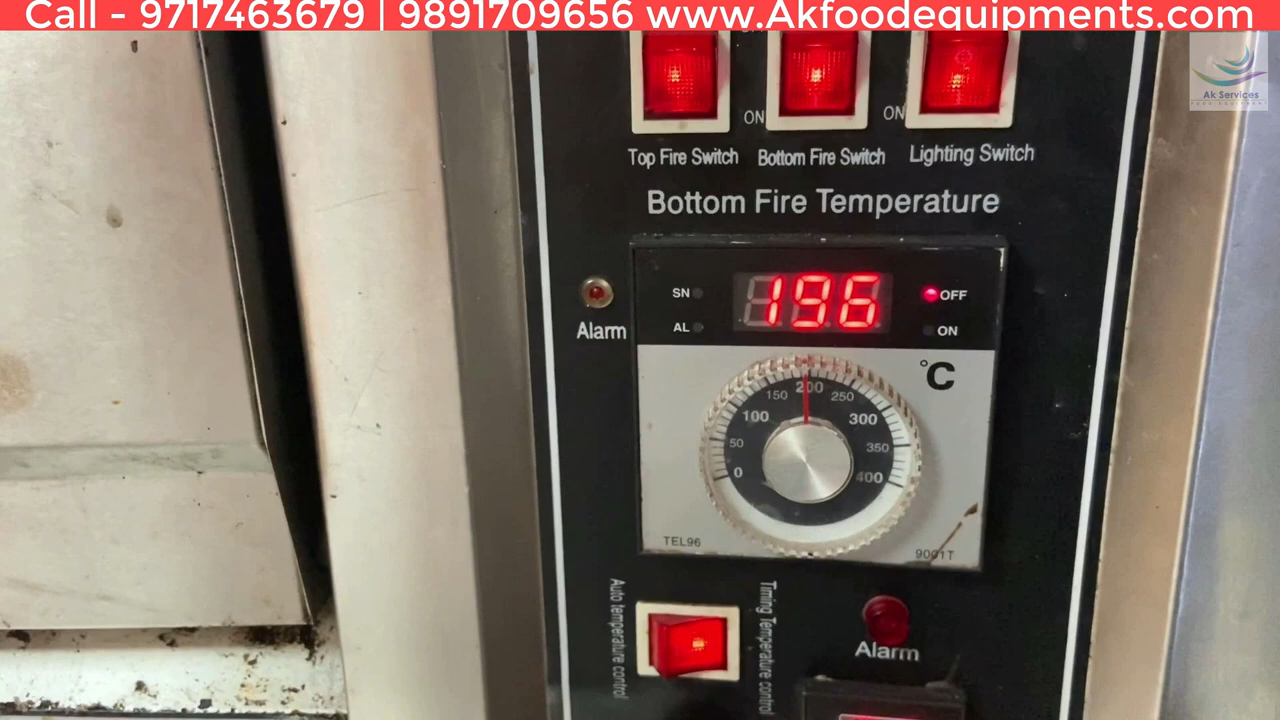 Call - 9717463679 | 9891709656 www.Akfoodequipments.com
Ak Services
FOOD EQUIPMENT
ON
ON
Top Fire Switch
Bottom Fire Switch
Lighting Switch
Bottom Fire Temperature
SN
196
OFF
Alarm
AL
ON
°C
0
50
100
150
200
250
300
350
400
TEL96
9001T
Auto temperature control
Timing Temperature control
Alarm